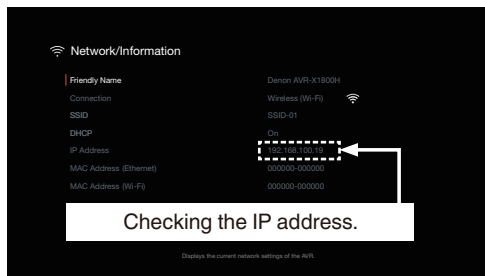 Network/Information
Friendly Name Denon AVR-X1800H
Connection Wireless (Wi-Fi)
SSID SSID-01
DHCP On
IP Address 192.168.100.19
MAC Address (Ethernet) 000000-000000
MAC Address (Wi-Fi) 000000-000000
Checking the IP address.
Displays the current network settings of the AVR.